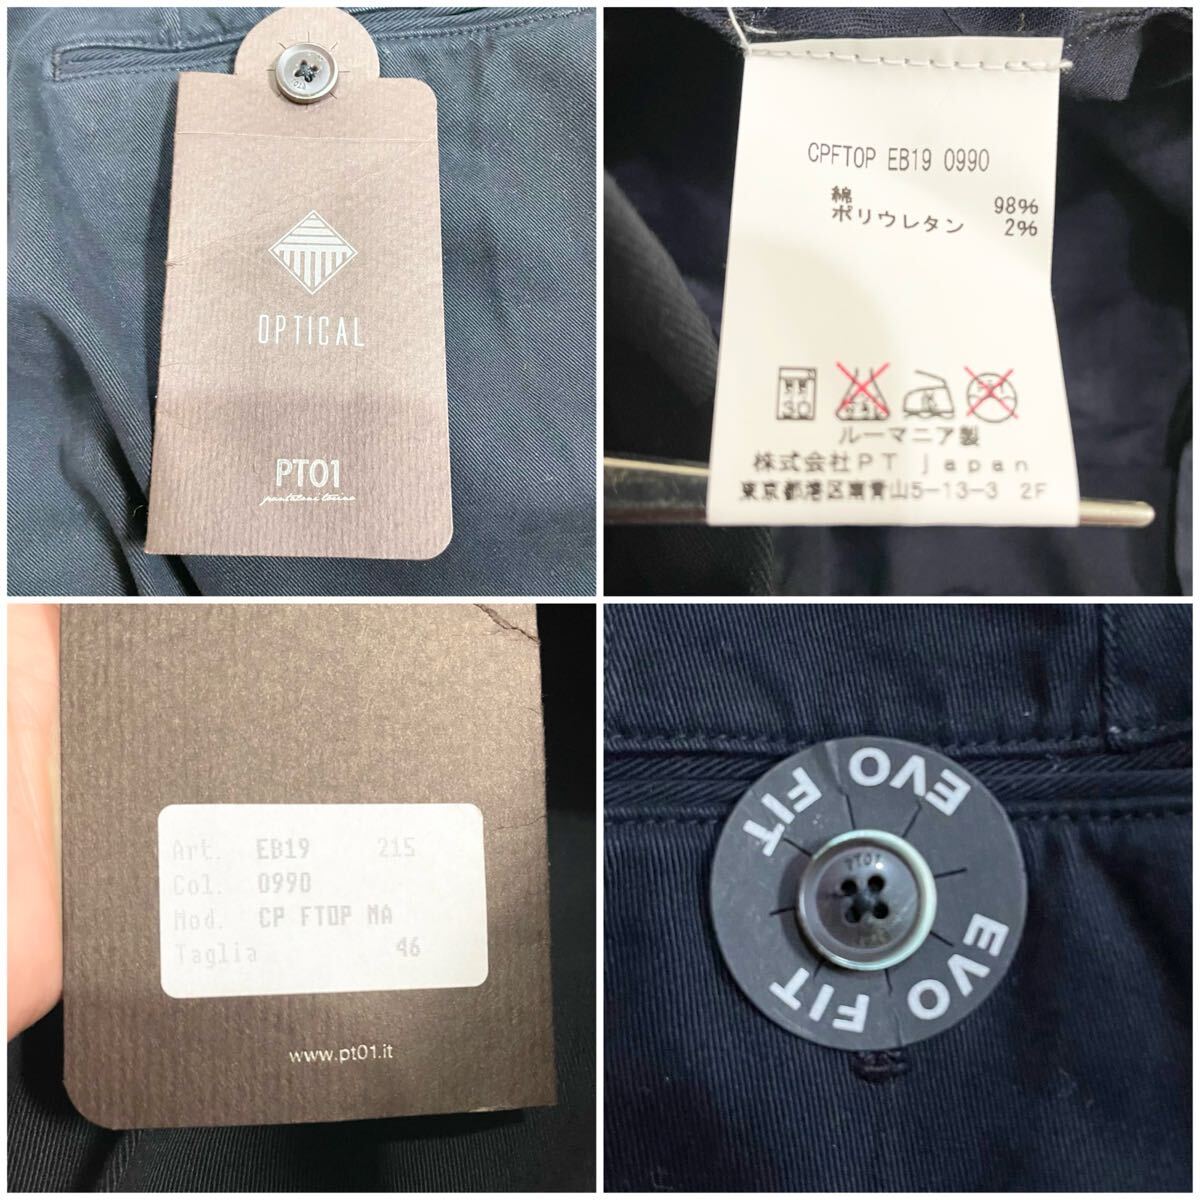 OPTICAL
PT01
pantaloni torino
CPFTOP EB19 0990
綿 98%
ポリウレタン 2%
30
ルーマニア製
株式会社PT japan
東京都港区南青山5-13-3 2F
Art. EB19 215
Col. 0990
Mod. CP FTOP MA
Taglia 46
www.pt01.it
EVO FIT
EVO FIT
PT01